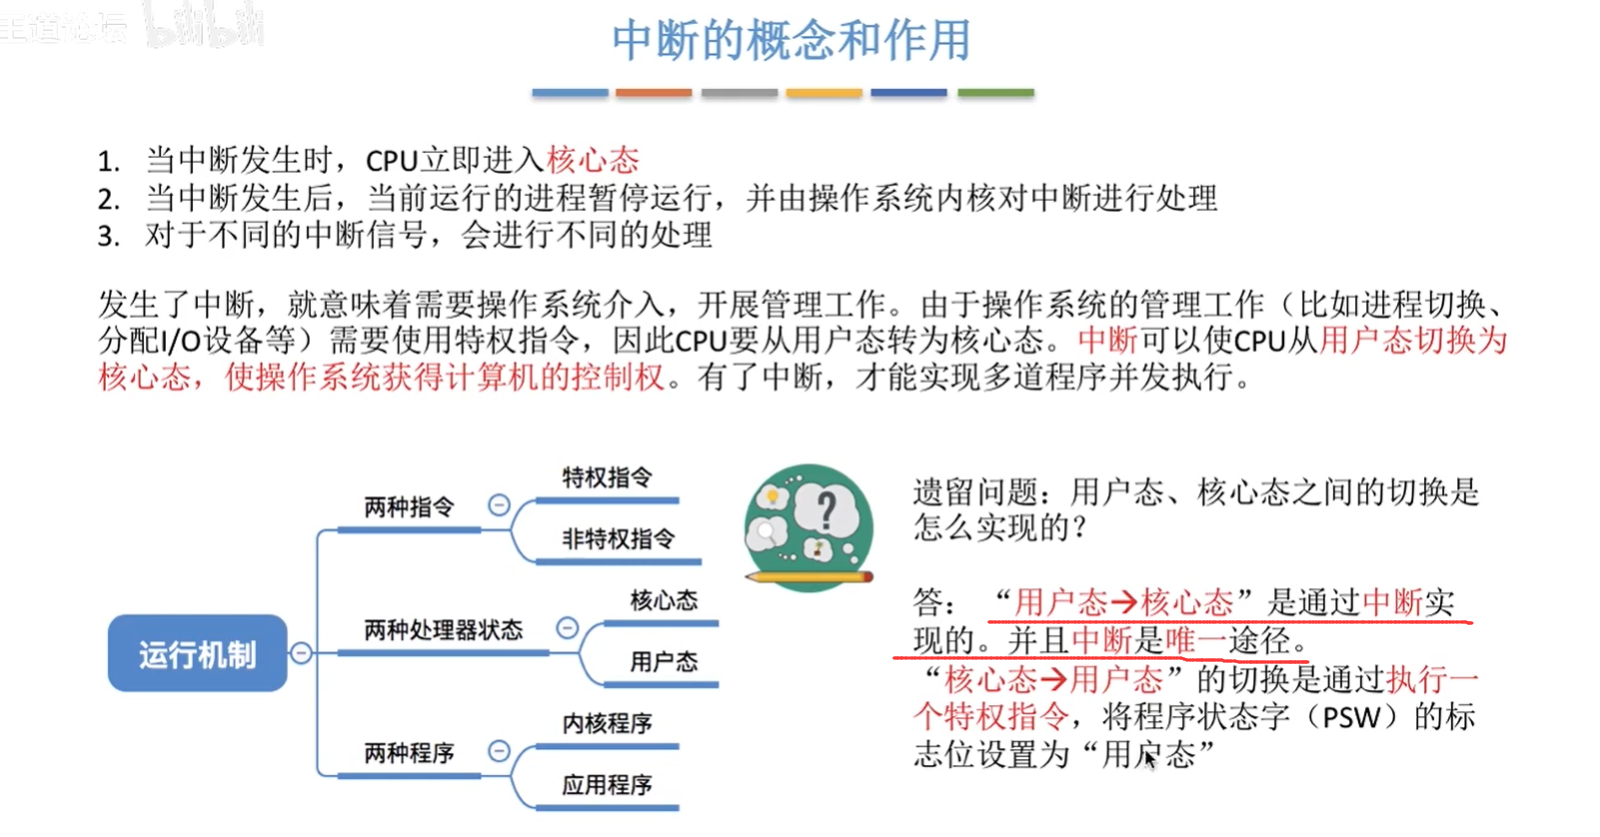 王道论坛 bilibili
中断的概念和作用
1. 当中断发生时，CPU立即进入核心态
2. 当中断发生后，当前运行的进程暂停运行，并由操作系统内核对中断进行处理
3. 对于不同的中断信号，会进行不同的处理
发生了中断，就意味着需要操作系统介入，开展管理工作。由于操作系统的管理工作（比如进程切换、
分配I/O设备等）需要使用特权指令，因此CPU要从用户态转为核心态。中断可以使CPU从用户态切换为
核心态，使操作系统获得计算机的控制权。有了中断，才能实现多道程序并发执行。
运行机制
两种指令
特权指令
非特权指令
两种处理器状态
核心态
用户态
两种程序
内核程序
应用程序
?
遗留问题：用户态、核心态之间的切换是
怎么实现的？
答：“用户态→核心态”是通过中断实
现的。并且中断是唯一途径。
“核心态→用户态”的切换是通过执行一
个特权指令，将程序状态字（PSW）的标
志位设置为“用户态”